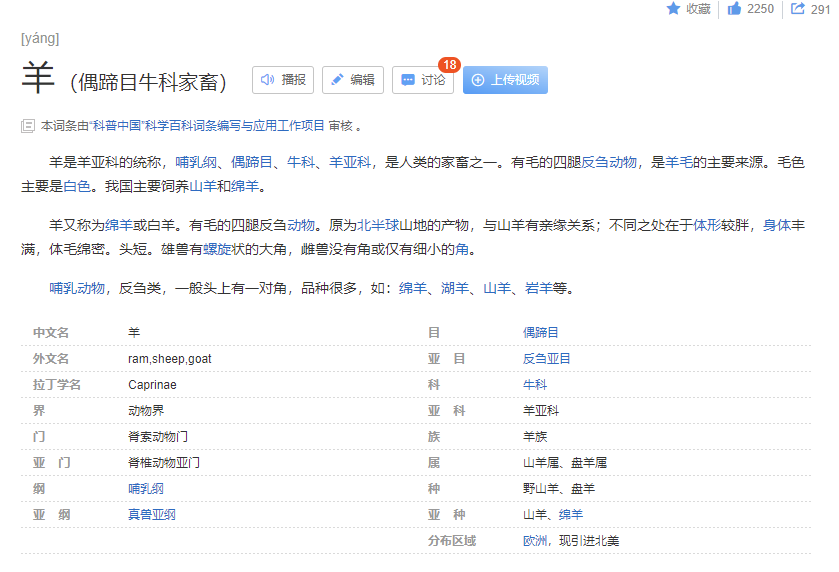 收藏 2250 291
[yáng]
羊（偶蹄目牛科家畜） 播报 编辑 讨论 18 上传视频
本词条由“科普中国”科学百科词条编写与应用工作项目 审核 。
羊是羊亚科的统称，哺乳纲、偶蹄目、牛科、羊亚科，是人类的家畜之一。有毛的四腿反刍动物，是羊毛的主要来源。毛色
主要是白色。我国主要饲养山羊和绵羊。
羊又称为绵羊或白羊。有毛的四腿反刍动物。原为北半球山地的产物，与山羊有亲缘关系；不同之处在于体形较胖，身体丰
满，体毛绵密。头短。雄兽有螺旋状的大角，雌兽没有角或仅有细小的角。
哺乳动物，反刍类，一般头上有一对角，品种很多，如：绵羊、湖羊、山羊、岩羊等。
中文名 羊 目 偶蹄目
外文名 ram,sheep,goat 亚 目 反刍亚目
拉丁学名 Caprinae 科 牛科
界 动物界 亚 科 羊亚科
门 脊索动物门 族 羊族
亚 门 脊椎动物亚门 属 山羊属、盘羊属
纲 哺乳纲 种 野山羊、盘羊
亚 纲 真兽亚纲 亚 种 山羊、绵羊
分布区域 欧洲，现引进北美